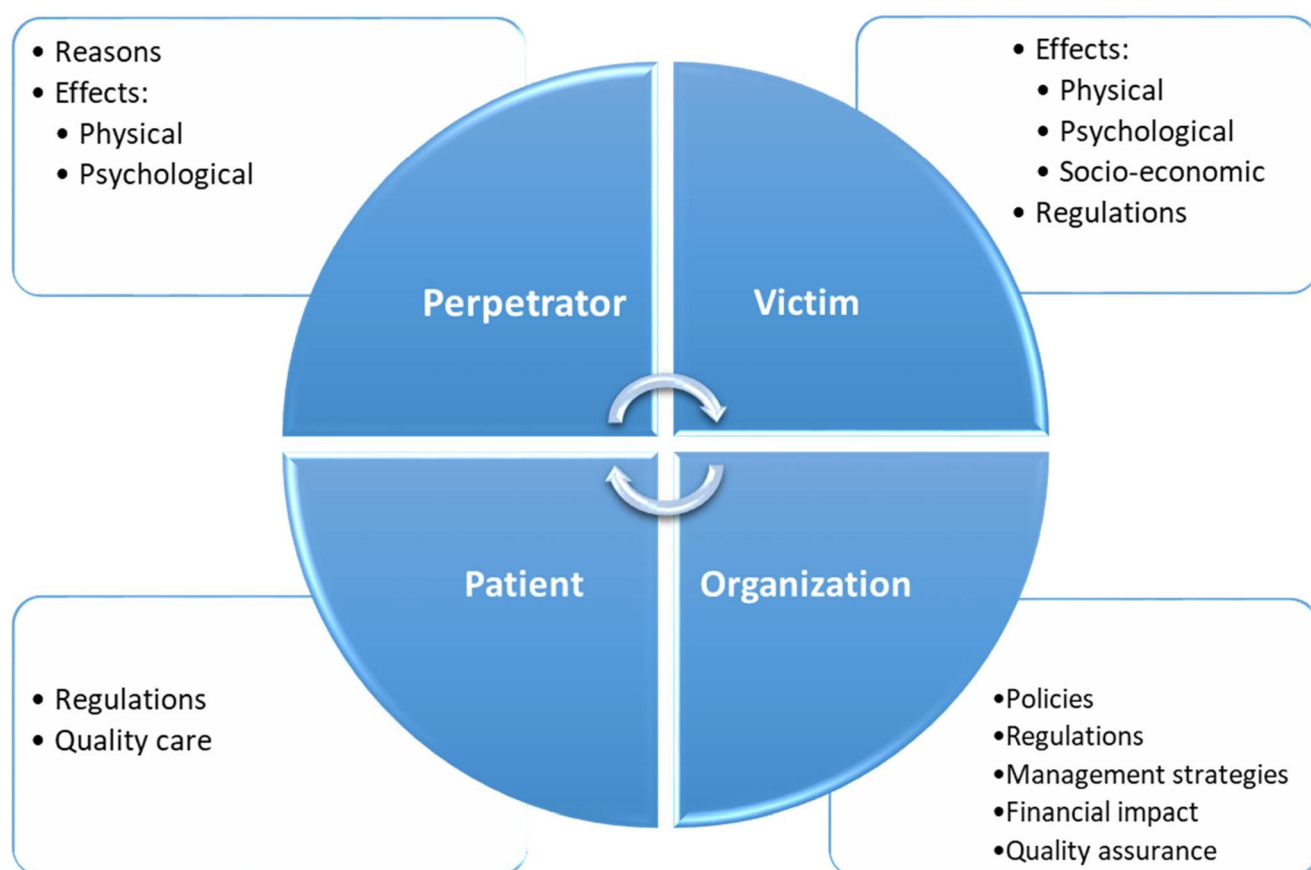 • Reasons
• Effects:
• Physical
• Psychological
• Effects:
• Physical
• Psychological
• Socio-economic
• Regulations
Perpetrator
Victim
Patient
Organization
• Regulations
• Quality care
•Policies
•Regulations
•Management strategies
•Financial impact
•Quality assurance